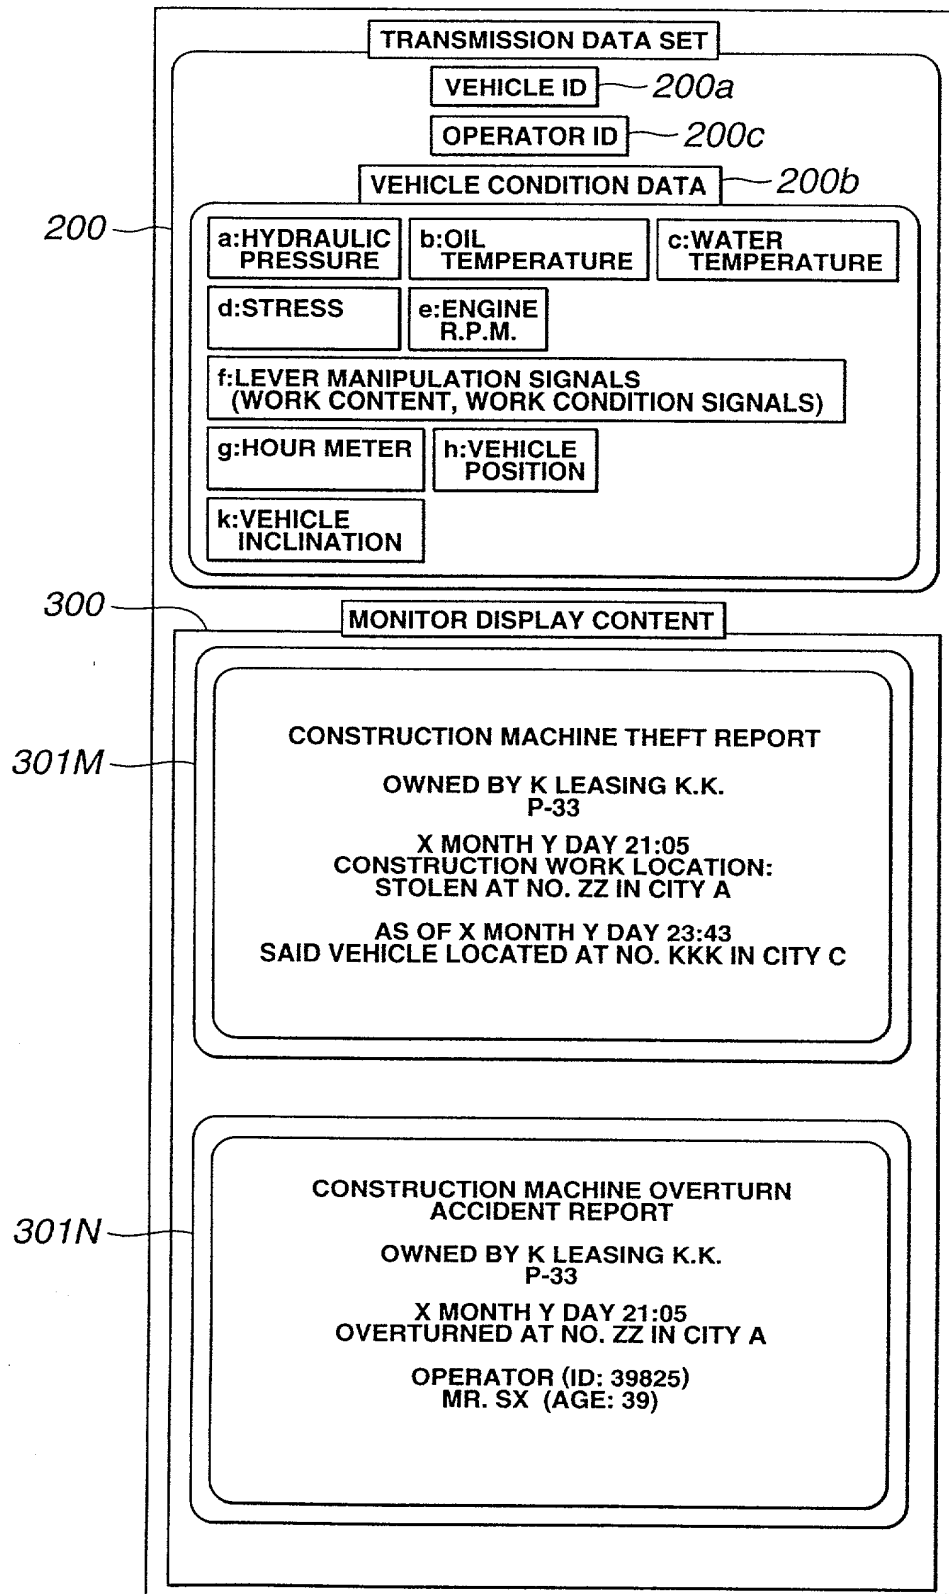 TRANSMISSION DATA SET
VEHICLE ID
200a
OPERATOR ID
200c
VEHICLE CONDITION DATA
200b
200
a:HYDRAULIC
PRESSURE
b:OIL
TEMPERATURE
c:WATER
TEMPERATURE
d:STRESS
e:ENGINE
R.P.M.
f:LEVER MANIPULATION SIGNALS
(WORK CONTENT, WORK CONDITION SIGNALS)
g:HOUR METER
h:VEHICLE
POSITION
k:VEHICLE
INCLINATION
300
MONITOR DISPLAY CONTENT
301M
CONSTRUCTION MACHINE THEFT REPORT
OWNED BY K LEASING K.K.
P-33
X MONTH Y DAY 21:05
CONSTRUCTION WORK LOCATION:
STOLEN AT NO. ZZ IN CITY A
AS OF X MONTH Y DAY 23:43
SAID VEHICLE LOCATED AT NO. KKK IN CITY C
301N
CONSTRUCTION MACHINE OVERTURN
ACCIDENT REPORT
OWNED BY K LEASING K.K.
P-33
X MONTH Y DAY 21:05
OVERTURNED AT NO. ZZ IN CITY A
OPERATOR (ID: 39825)
MR. SX (AGE: 39)